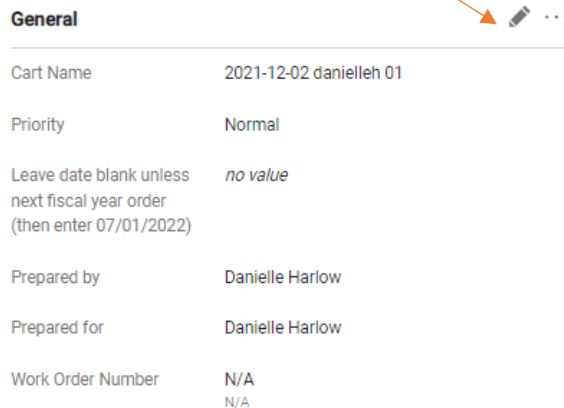 General
Cart Name 2021-12-02 danielleh 01
Priority Normal
Leave date blank unless no value
next fiscal year order
(then enter 07/01/2022)
Prepared by Danielle Harlow
Prepared for Danielle Harlow
Work Order Number N/A
N/A